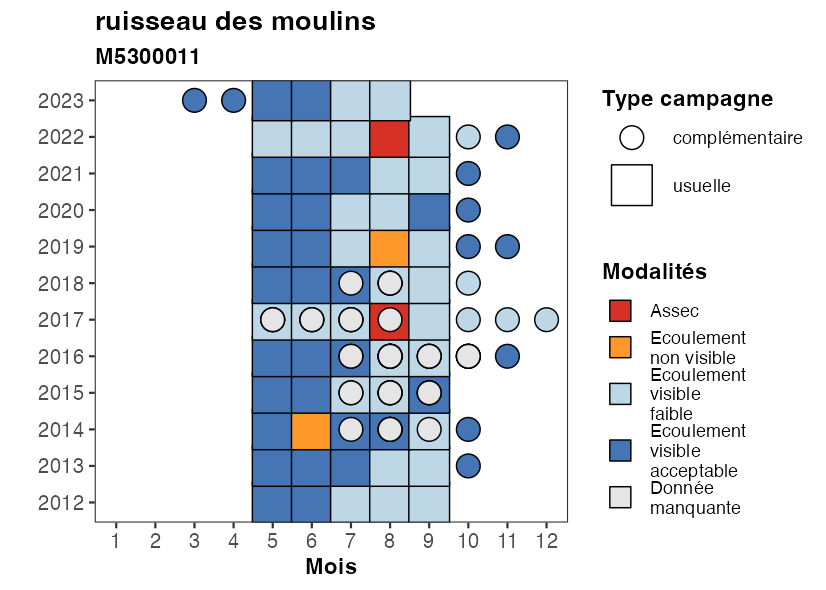 ruisseau des moulins
M5300011
2023
2022
2021
2020
2019
2018
2017
2016
2015
2014
2013
2012
1 2 3 4 5 6 7 8 9 10 11 12
Mois
Type campagne
complémentaire
usuelle
Modalités
Assec
Ecoulement
non visible
Ecoulement
visible
faible
Ecoulement
visible
acceptable
Donnée
manquante